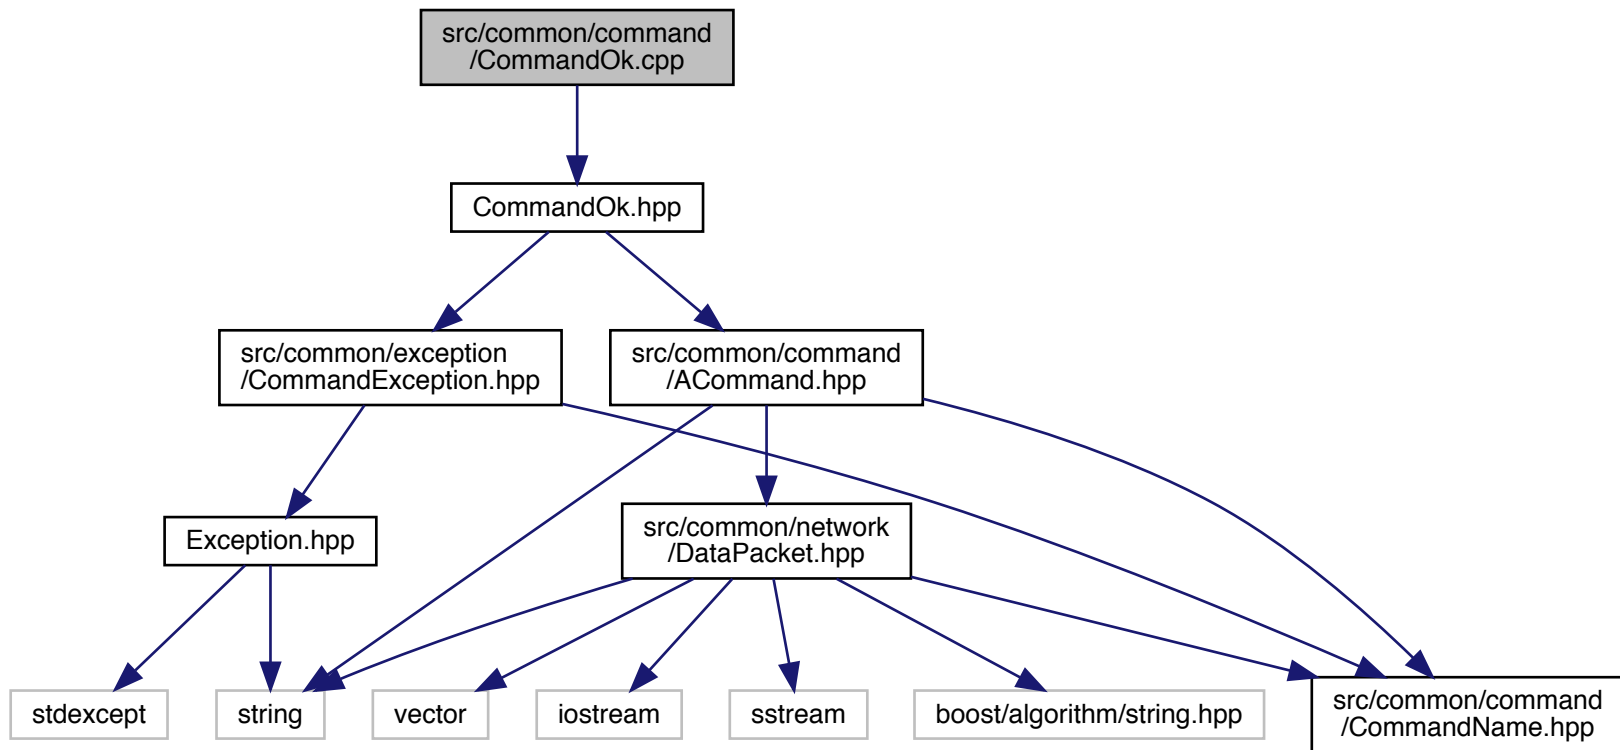 src/common/command
/CommandOk.cpp
CommandOk.hpp
src/common/exception
/CommandException.hpp
src/common/command
/ACommand.hpp
Exception.hpp
src/common/network
/DataPacket.hpp
stdexcept
string
vector
iostream
sstream
boost/algorithm/string.hpp
src/common/command
/CommandName.hpp